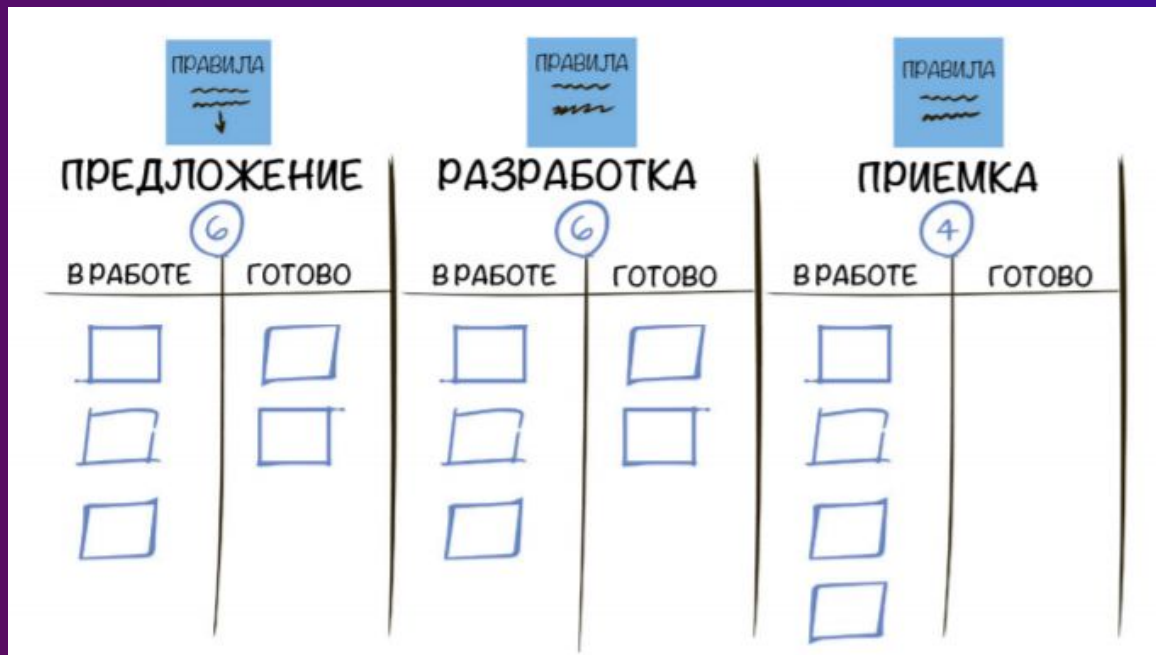 ПРАВИЛА
ПРАВИЛА
ПРАВИЛА
ПРЕДЛОЖЕНИЕ
РАЗРАБОТКА
ПРИЕМКА
6
6
4
В РАБОТЕ
ГОТОВО
В РАБОТЕ
ГОТОВО
В РАБОТЕ
ГОТОВО